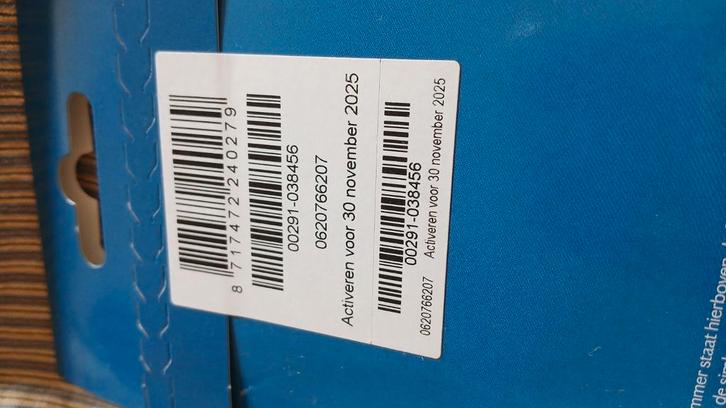 8 717472 240279
00291-038456
0620766207
Activeren voor 30 november 2025
00291-038456
0620766207 Activeren voor 30 november 2025
mmer staat hierboven